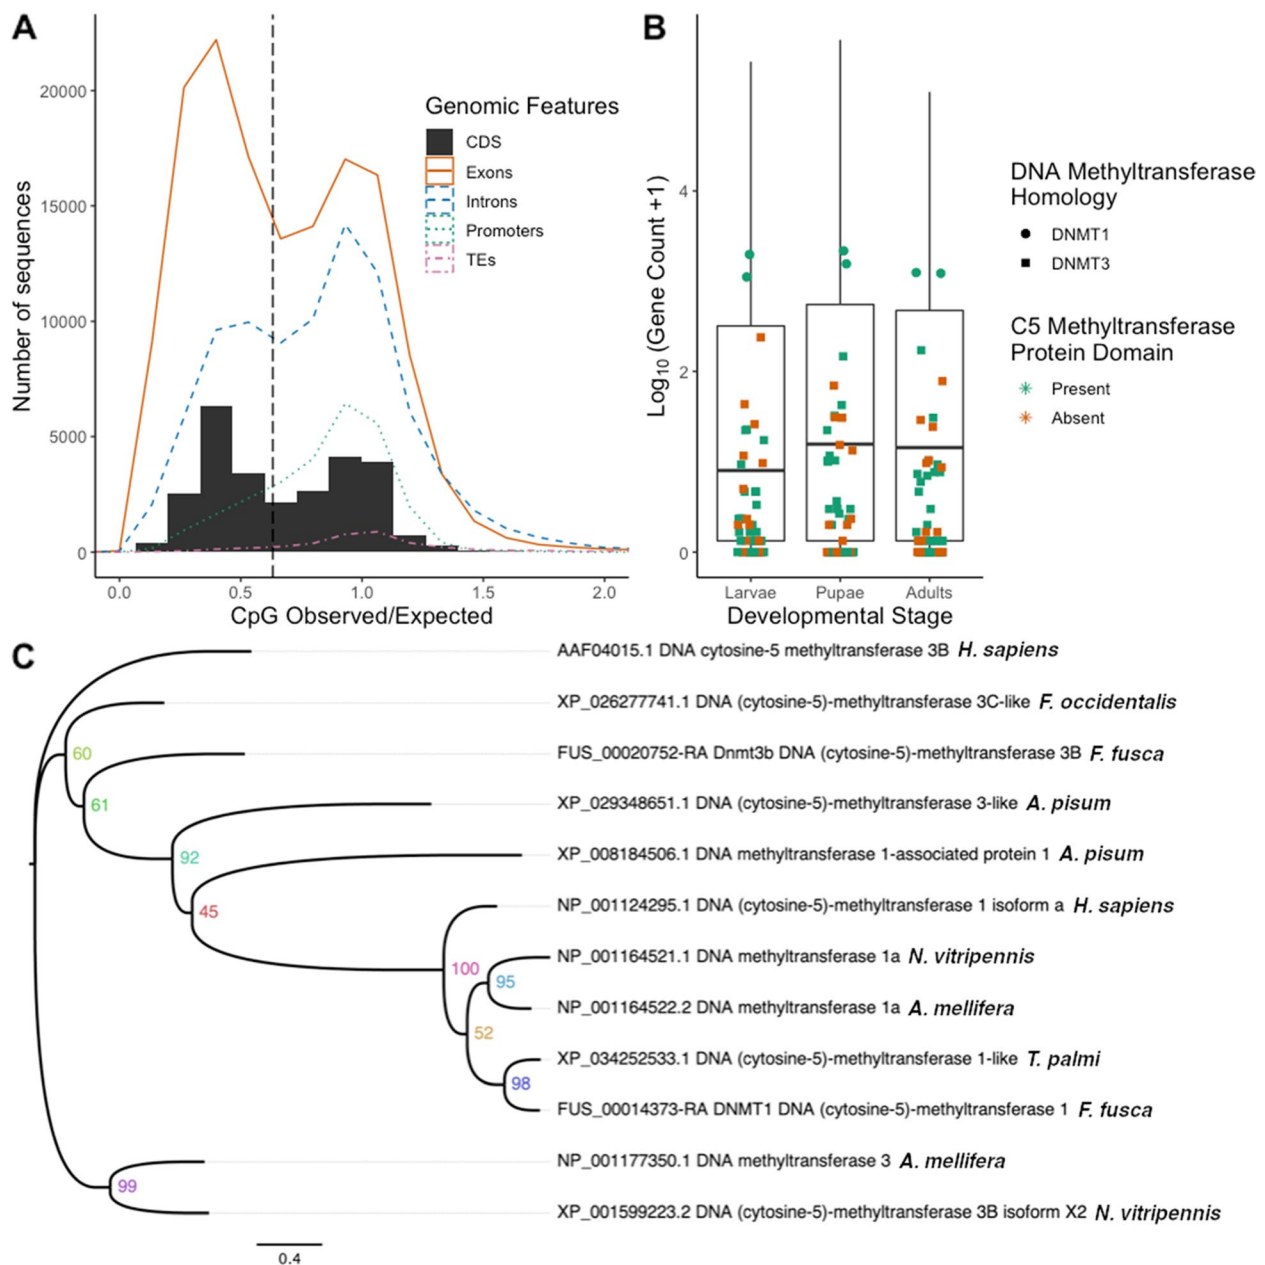 A
Number of sequences
20000
15000
10000
5000
0
0.0 0.5 1.0 1.5 2.0
CpG Observed/Expected
Genomic Features
CDS
Exons
Introns
Promoters
TEs
B
Log10 (Gene Count +1)
4
2
0
Larvae Pupae Adults
Developmental Stage
DNA Methyltransferase
Homology
DNMT1
DNMT3
C5 Methyltransferase
Protein Domain
Present
Absent
C
AAF04015.1 DNA cytosine-5 methyltransferase 3B H. sapiens
XP_026277741.1 DNA (cytosine-5)-methyltransferase 3C-like F. occidentalis
60
FUS_00020752-RA Dnmt3b DNA (cytosine-5)-methyltransferase 3B F. fusca
61
XP_029348651.1 DNA (cytosine-5)-methyltransferase 3-like A. pisum
92
XP_008184506.1 DNA methyltransferase 1-associated protein 1 A. pisum
45
NP_001124295.1 DNA (cytosine-5)-methyltransferase 1 isoform a H. sapiens
100
NP_001164521.1 DNA methyltransferase 1a N. vitripennis
95
NP_001164522.2 DNA methyltransferase 1a A. mellifera
52
XP_034252533.1 DNA (cytosine-5)-methyltransferase 1-like T. palmi
98
FUS_00014373-RA DNMT1 DNA (cytosine-5)-methyltransferase 1 F. fusca
NP_001177350.1 DNA methyltransferase 3 A. mellifera
99
XP_001599223.2 DNA (cytosine-5)-methyltransferase 3B isoform X2 N. vitripennis
0.4